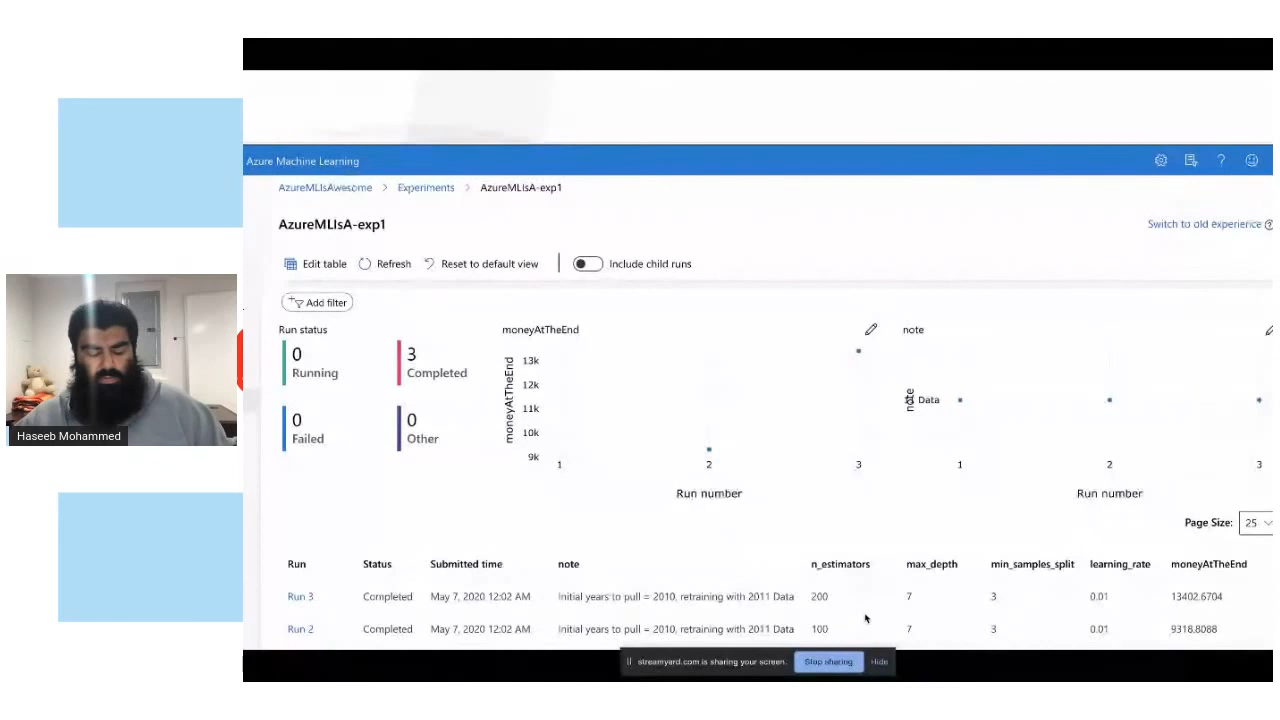 Azure Machine Learning
AzureMLIsAwesome > Experiments > AzureMLIsA-exp1
AzureMLIsA-exp1
Switch to old experience
Edit table Refresh Reset to default view Include child runs
Add filter
Run status
0 Running
3 Completed
0 Failed
0 Other
moneyAtTheEnd
moneyAtTheEnd
13k
12k
11k
10k
9k
1 2 3
Run number
note
note
Data
1 2 3
Run number
Page Size: 25
Run Status Submitted time note n_estimators max_depth min_samples_split learning_rate moneyAtTheEnd
Run 3 Completed May 7, 2020 12:02 AM Initial years to pull = 2010, retraining with 2011 Data 200 7 3 0.01 13402.6704
Run 2 Completed May 7, 2020 12:02 AM Initial years to pull = 2010, retraining with 2011 Data 100 7 3 0.01 9318.8088
streamyard.com is sharing your screen. Stop sharing Hide
Haseeb Mohammed